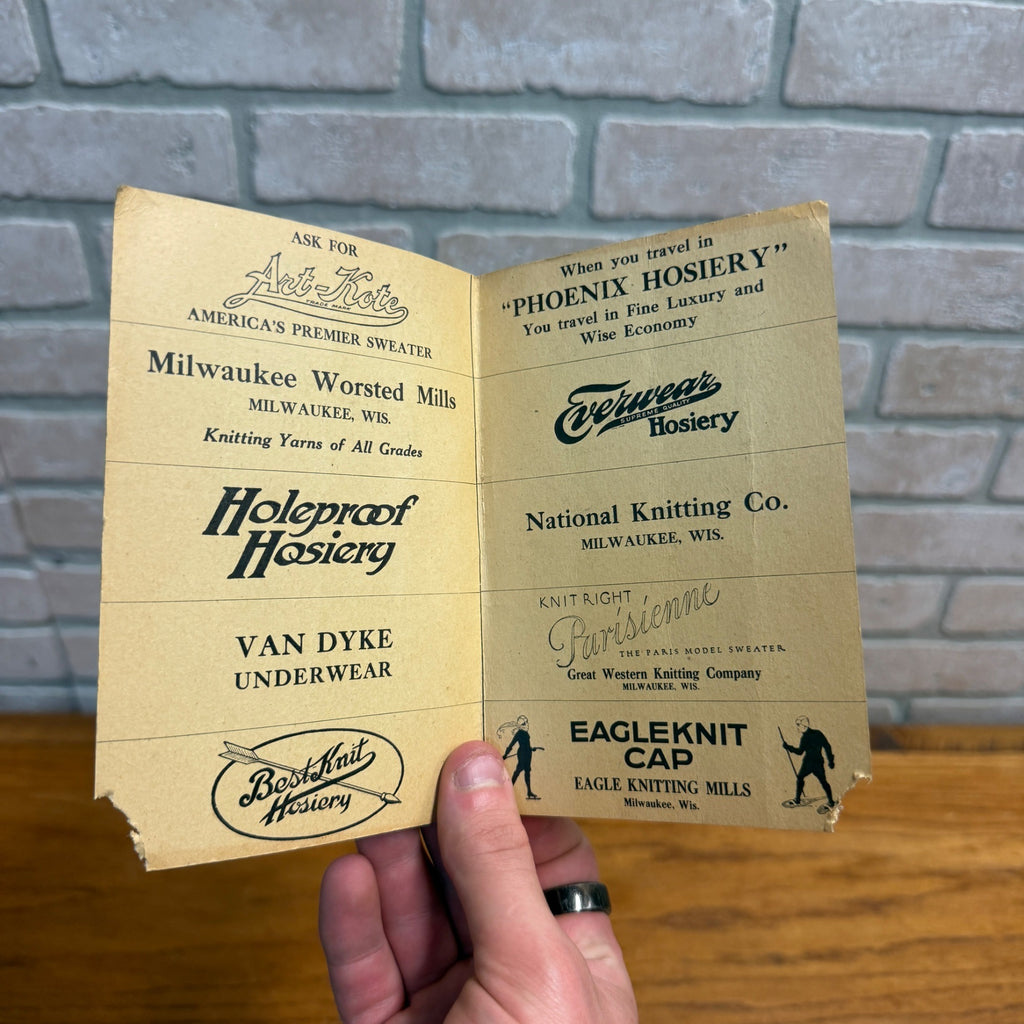 ASK FOR
Art-Kote
TRADE MARK
AMERICA'S PREMIER SWEATER
Milwaukee Worsted Mills
MILWAUKEE, WIS.
Knitting Yarns of All Grades
Holeproof
Hosiery
VAN DYKE
UNDERWEAR
BestKnit
Hosiery
When you travel in
"PHOENIX HOSIERY"
You travel in Fine Luxury and
Wise Economy
Everwear
SUPREME QUALITY
Hosiery
National Knitting Co.
MILWAUKEE, WIS.
KNIT RIGHT
Parisienne
THE PARIS MODEL SWEATER
Great Western Knitting Company
MILWAUKEE, WIS.
EAGLEKNIT
CAP
EAGLE KNITTING MILLS
Milwaukee, Wis.